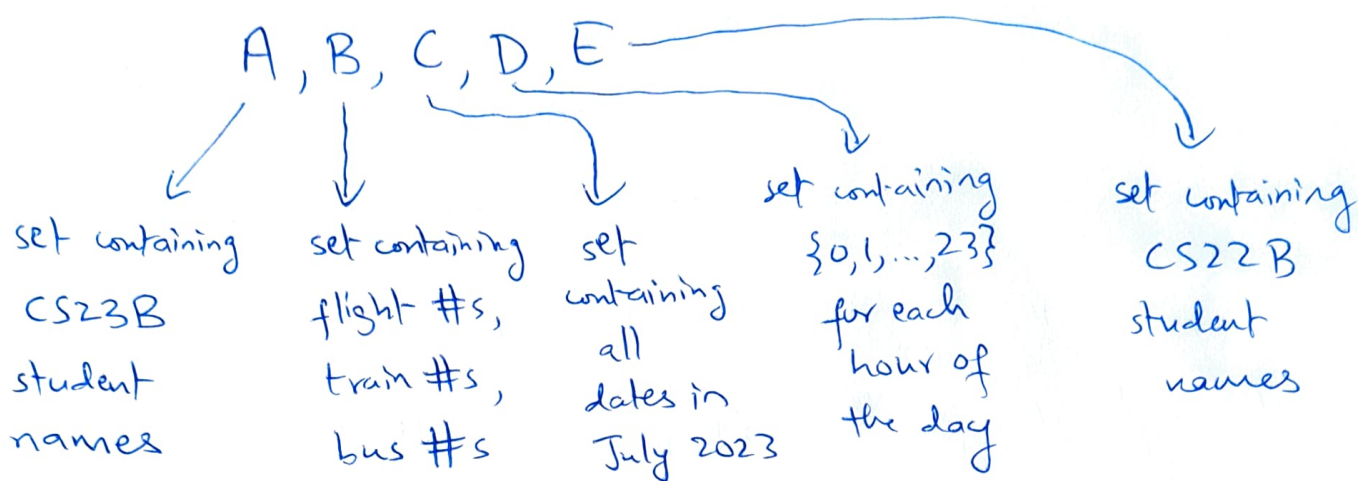 A, B, C, D, E
set containing
CS23B
student
names
set containing
flight #s,
train #s,
bus #s
set
containing
all
dates in
July 2023
set containing
{0,1,...,23}
for each
hour of
the day
set containing
CS22B
student
names